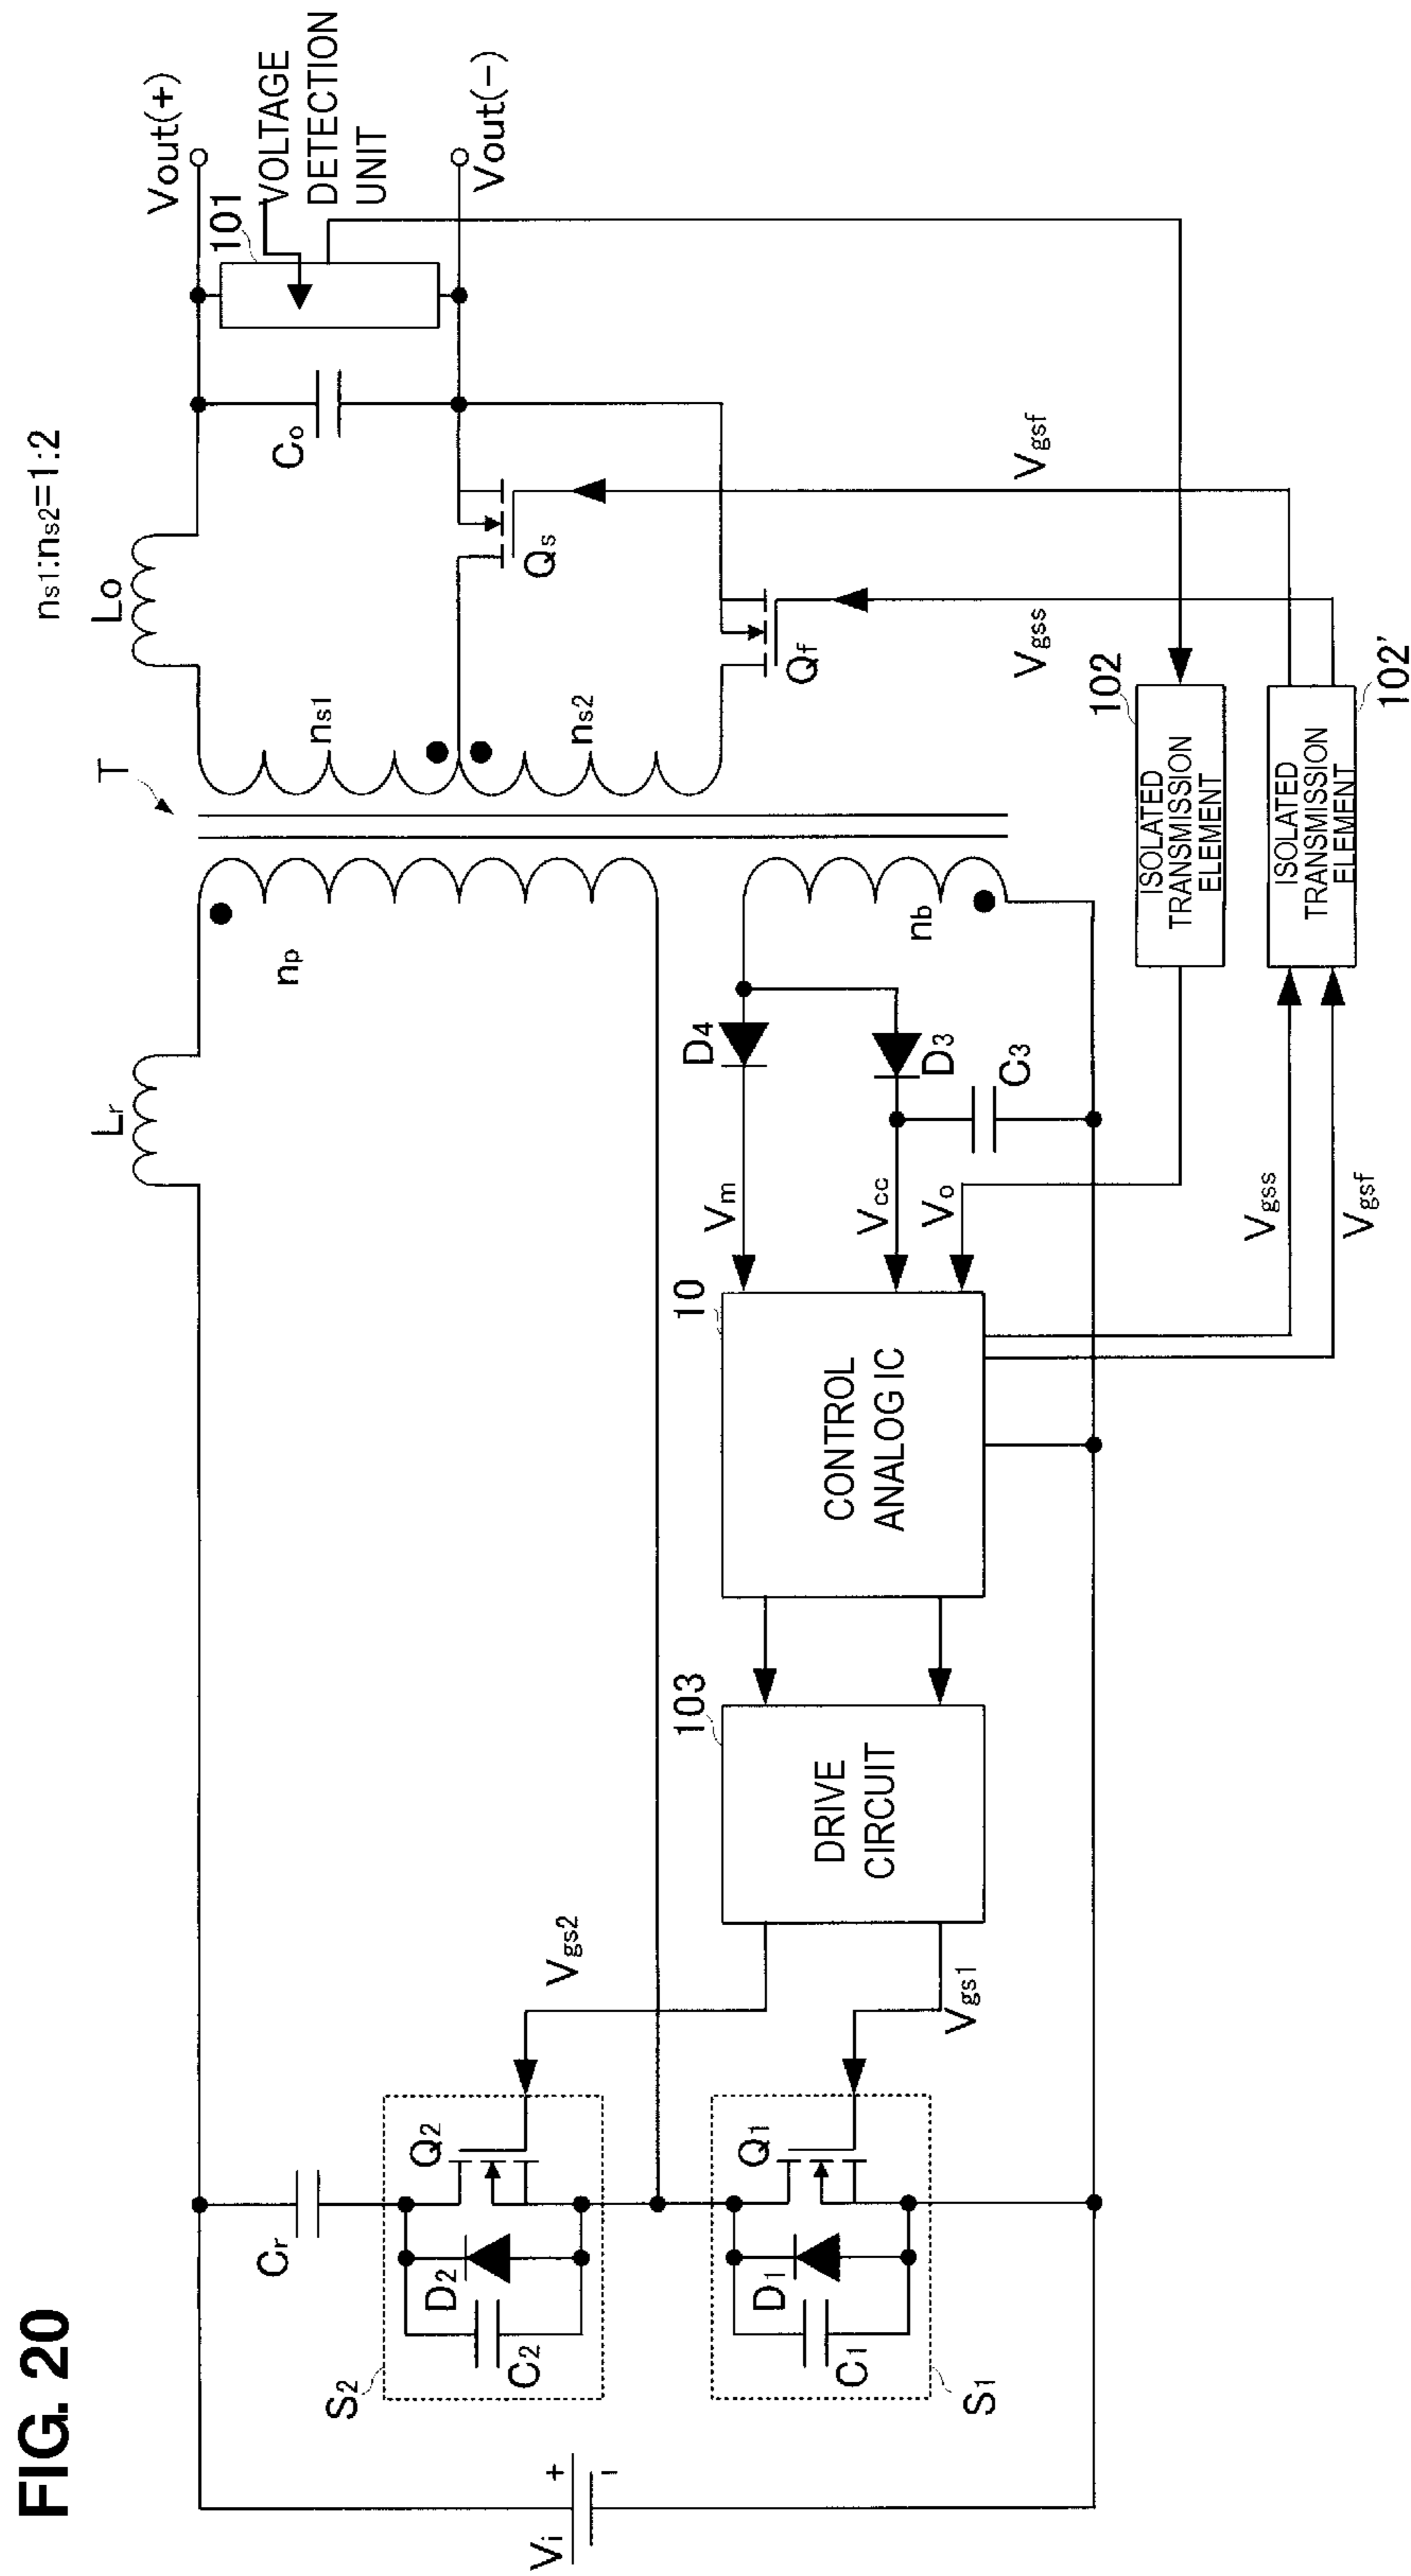 FIG. 20
ns1:ns2=1:2
Vi
+
−
S2
Cr
C2
D2
Q2
Vgs2
S1
C1
D1
Q1
Vgs1
103
DRIVE
CIRCUIT
10
CONTROL
ANALOG IC
Vm
Vcc
Vo
D4
D3
C3
Lr
np
nb
T
ns1
ns2
Lo
Co
Qs
Qf
Vgsf
Vgss
101
VOLTAGE
DETECTION
UNIT
Vout(+)
Vout(−)
102
ISOLATED
TRANSMISSION
ELEMENT
102'
ISOLATED
TRANSMISSION
ELEMENT
Vgss
Vgsf